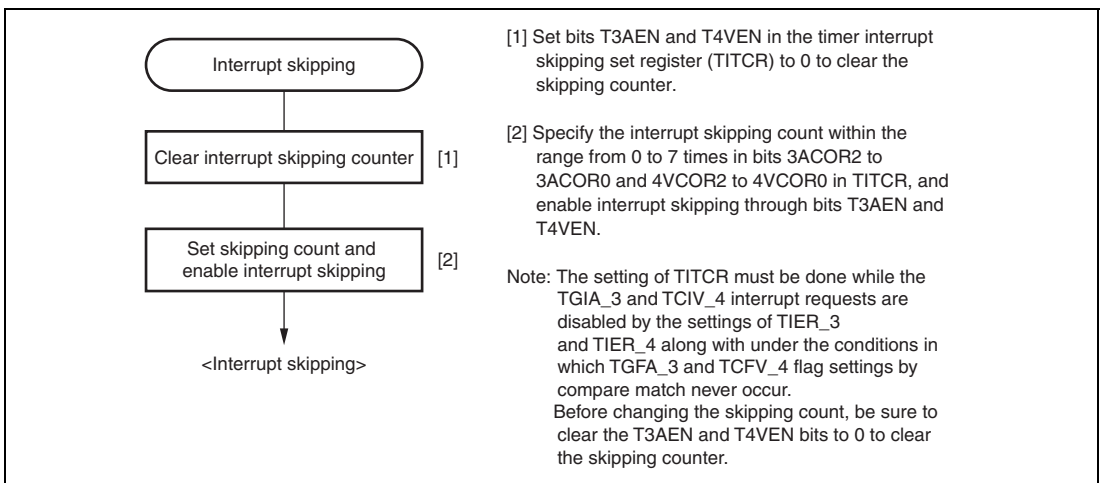 Interrupt skipping
Clear interrupt skipping counter
[1]
Set skipping count and
enable interrupt skipping
[2]
<Interrupt skipping>
[1] Set bits T3AEN and T4VEN in the timer interrupt
skipping set register (TITCR) to 0 to clear the
skipping counter.
[2] Specify the interrupt skipping count within the
range from 0 to 7 times in bits 3ACOR2 to
3ACOR0 and 4VCOR2 to 4VCOR0 in TITCR, and
enable interrupt skipping through bits T3AEN and
T4VEN.
Note: The setting of TITCR must be done while the
TGIA_3 and TCIV_4 interrupt requests are
disabled by the settings of TIER_3
and TIER_4 along with under the conditions in
which TGFA_3 and TCFV_4 flag settings by
compare match never occur.
Before changing the skipping count, be sure to
clear the T3AEN and T4VEN bits to 0 to clear
the skipping counter.